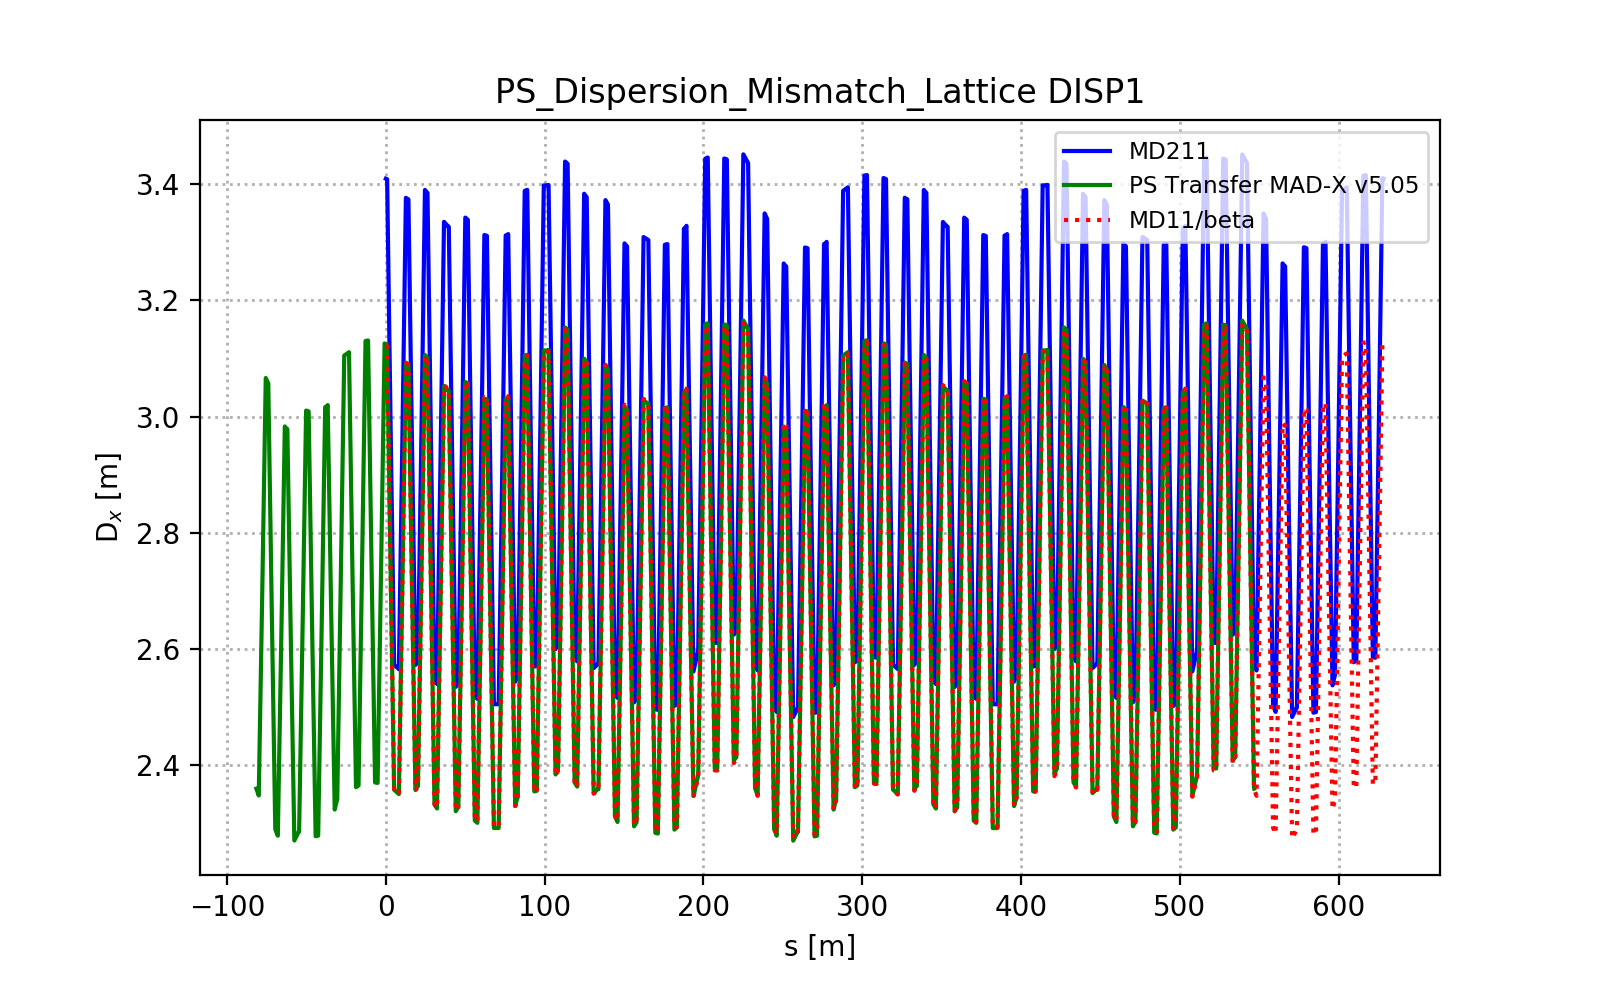 PS_Dispersion_Mismatch_Lattice DISP1
MD211
PS Transfer MAD-X v5.05
MD11/beta
3.4
3.2
3.0
2.8
2.6
2.4
Dx [m]
−100
0
100
200
300
400
500
600
s [m]